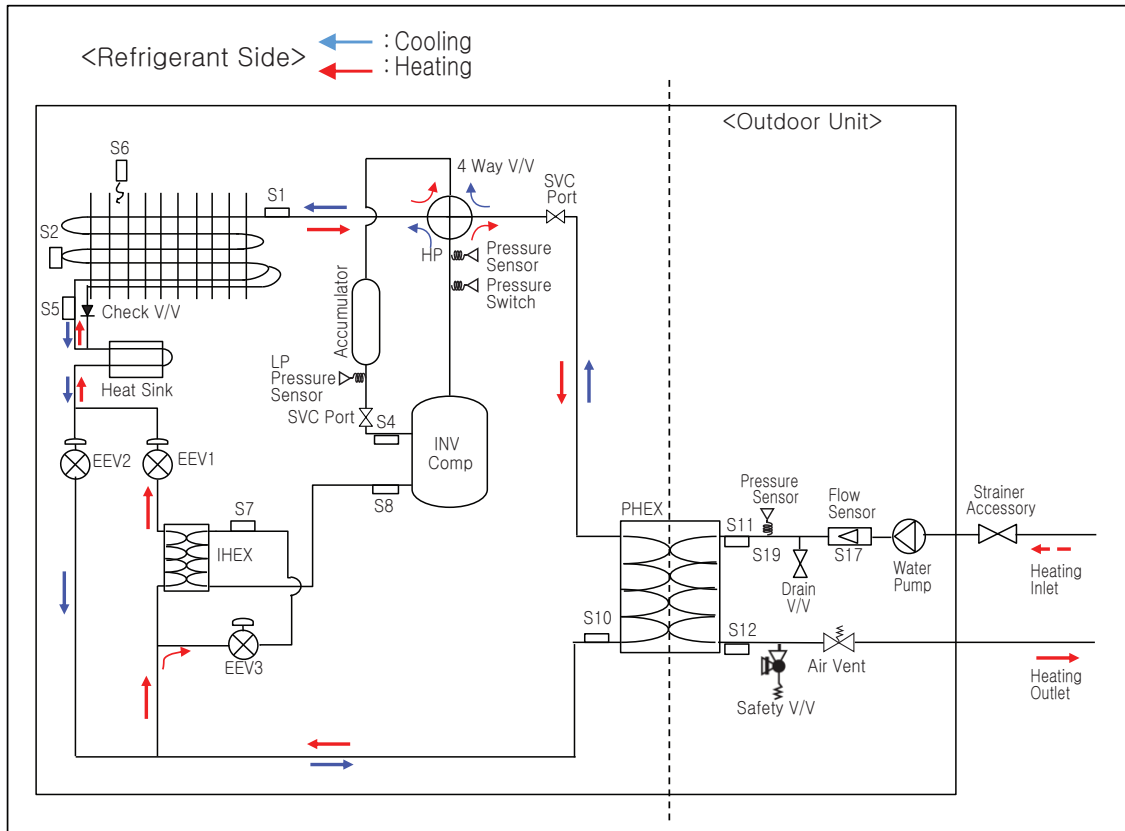 <Refrigerant Side>
: Cooling
: Heating
<Outdoor Unit>
S6
4 Way V/V
SVC
Port
S1
S2
HP
Pressure
Sensor
Pressure
Switch
S5
Check V/V
Accumulator
Heat Sink
LP
Pressure
Sensor
SVC Port
S4
INV
Comp
EEV2
EEV1
S8
S7
IHEX
EEV3
PHEX
S10
S11
S19
Pressure
Sensor
Flow
Sensor
S17
Strainer
Accessory
Drain
V/V
Water
Pump
Heating
Inlet
S12
Air Vent
Safety V/V
Heating
Outlet